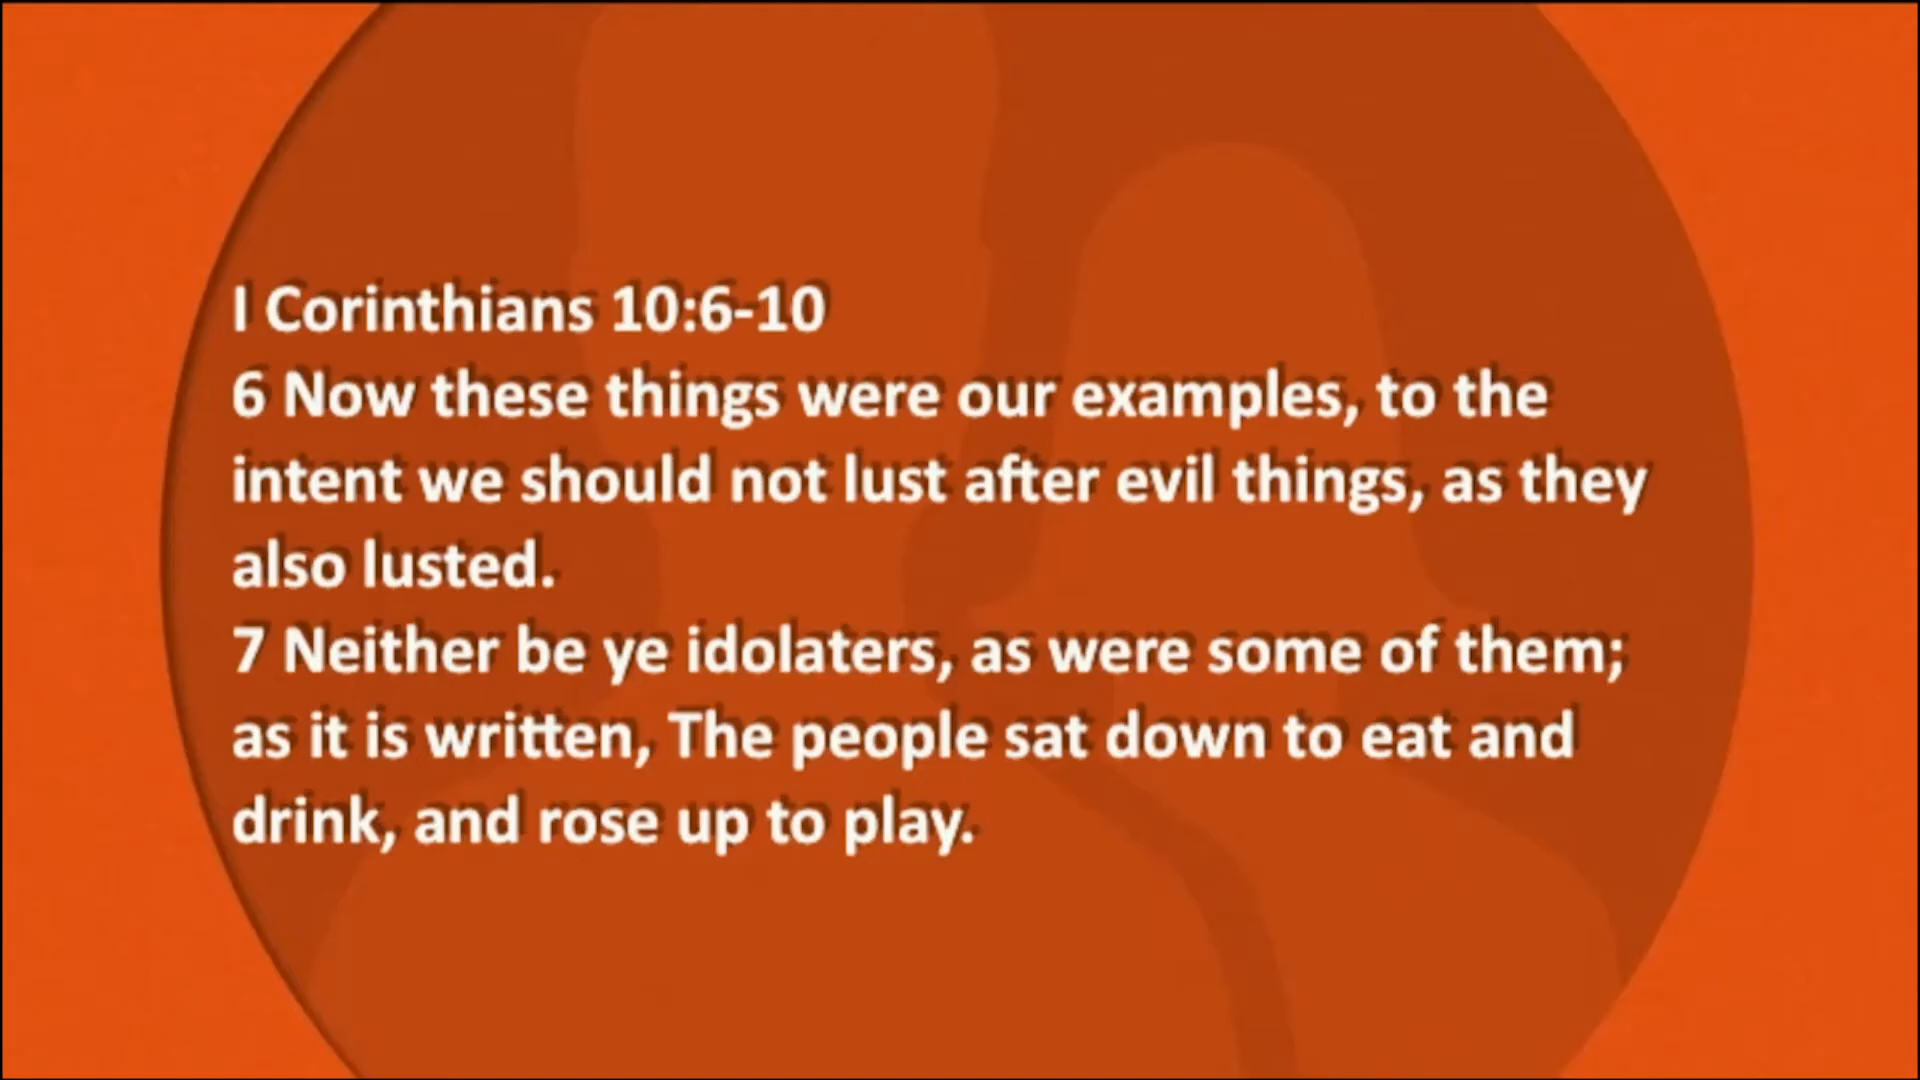 I Corinthians 10:6-10
6 Now these things were our examples, to the
intent we should not lust after evil things, as they
also lusted.
7 Neither be ye idolaters, as were some of them;
as it is written, The people sat down to eat and
drink, and rose up to play.